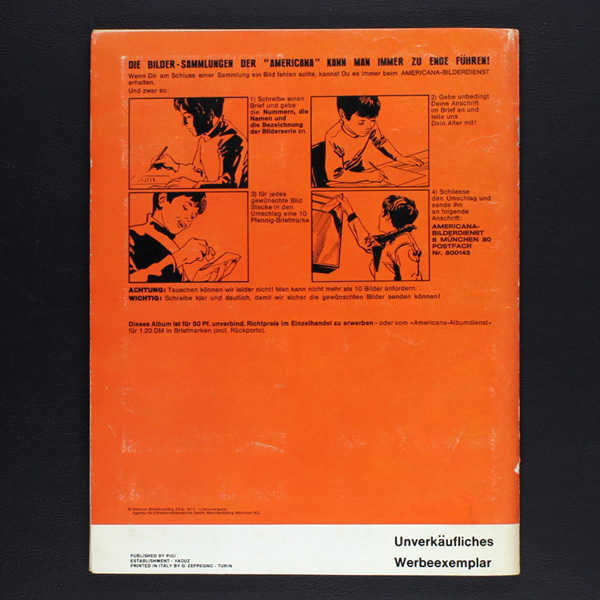 DIE BILDER-SAMMLUNGEN DER "AMERICANA" KANN MAN IMMER ZU ENDE FÜHREN!
Wenn Dir am Schluss einer Sammlung ein Bild fehlen sollte, kannst Du es immer beim AMERICANA-BILDERDIENST
erhalten.
Und zwar so:
1) Schreibe einen
Brief und gebe
die Nummern, die
Namen und
die Bezeichnung
der Bilderserie an.
2) Gebe unbedingt
Deine Anschrift
im Brief an und
teile uns
Dein Alter mit!
3) für jedes
gewünschte Bild
Stecke in den
Umschlag eine 10
Pfennig-Briefmarke
4) Schliesse
den Umschlag und
sende ihn
an folgende
Anschrift:
AMERICANA-
BILDERDIENST
8 MÜNCHEN 80
POSTFACH
Nr. 800143
ACHTUNG: Tauschen können wir leider nicht! Man kann nicht mehr als 10 Bilder anfordern.
WICHTIG: Schreibe klar und deutlich, damit wir sicher die gewünschten Bilder senden können!
Dieses Album ist für 50 Pf. unverbind. Richtpreis im Einzelhandel zu erwerben - oder vom »Americana-Albumdienst«
für 1.20 DM in Briefmarken (incl. Rückporto).
PUBLISHED BY PIGI
ESTABLISHMENT - VADUZ
PRINTED IN ITALY BY G. ZEPPEGNO - TURIN
Unverkäufliches
Werbeexemplar